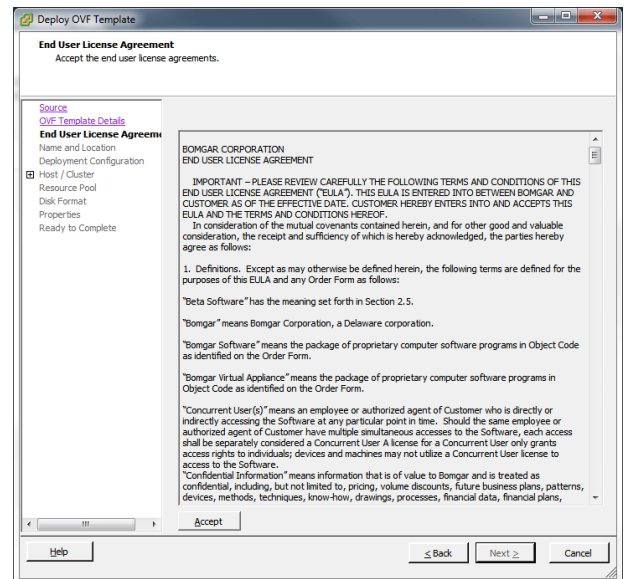 Deploy OVF Template
End User License Agreement
Accept the end user license agreements.
Source
OVF Template Details
End User License Agreeme
Name and Location
Deployment Configuration
Host / Cluster
Resource Pool
Disk Format
Properties
Ready to Complete
BOMGAR CORPORATION
END USER LICENSE AGREEMENT
IMPORTANT – PLEASE REVIEW CAREFULLY THE FOLLOWING TERMS AND CONDITIONS OF THIS
END USER LICENSE AGREEMENT ("EULA"). THIS EULA IS ENTERED INTO BETWEEN BOMGAR AND
CUSTOMER AS OF THE EFFECTIVE DATE. CUSTOMER HEREBY ENTERS INTO AND ACCEPTS THIS
EULA AND THE TERMS AND CONDITIONS HEREOF.
In consideration of the mutual covenants contained herein, and for other good and valuable
consideration, the receipt and sufficiency of which is hereby acknowledged, the parties hereby
agree as follows:
1. Definitions. Except as may otherwise be defined herein, the following terms are defined for the
purposes of this EULA and any Order Form as follows:
"Beta Software" has the meaning set forth in Section 2.5.
"Bomgar" means Bomgar Corporation, a Delaware corporation.
"Bomgar Software" means the package of proprietary computer software programs in Object Code
as identified on the Order Form.
"Bomgar Virtual Appliance" means the package of proprietary computer software programs in
Object Code as identified on the Order Form.
"Concurrent User(s)" means an employee or authorized agent of Customer who is directly or
indirectly accessing the Software at any particular point in time. Should the same employee or
authorized agent of Customer have multiple simultaneous accesses to the Software, each access
shall be separately considered a Concurrent User A license for a Concurrent User only grants
access rights to individuals; devices and machines may not utilize a Concurrent User license to
access to the Software.
"Confidential Information" means information that is of value to Bomgar and is treated as
confidential, including, but not limited to, pricing, volume discounts, future business plans, patterns,
devices, methods, techniques, know-how, drawings, processes, financial data, financial plans,
Accept
Help
≤ Back
Next ≥
Cancel